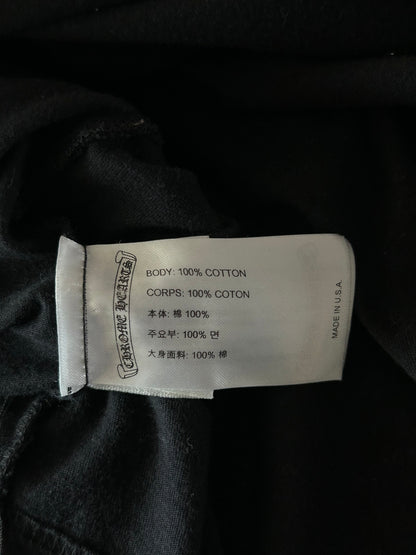 CHROME HEARTS
BODY: 100% COTTON
CORPS: 100% COTON
本体: 棉 100%
주요부: 100% 면
大身面料: 100% 棉
MADE IN U.S.A.